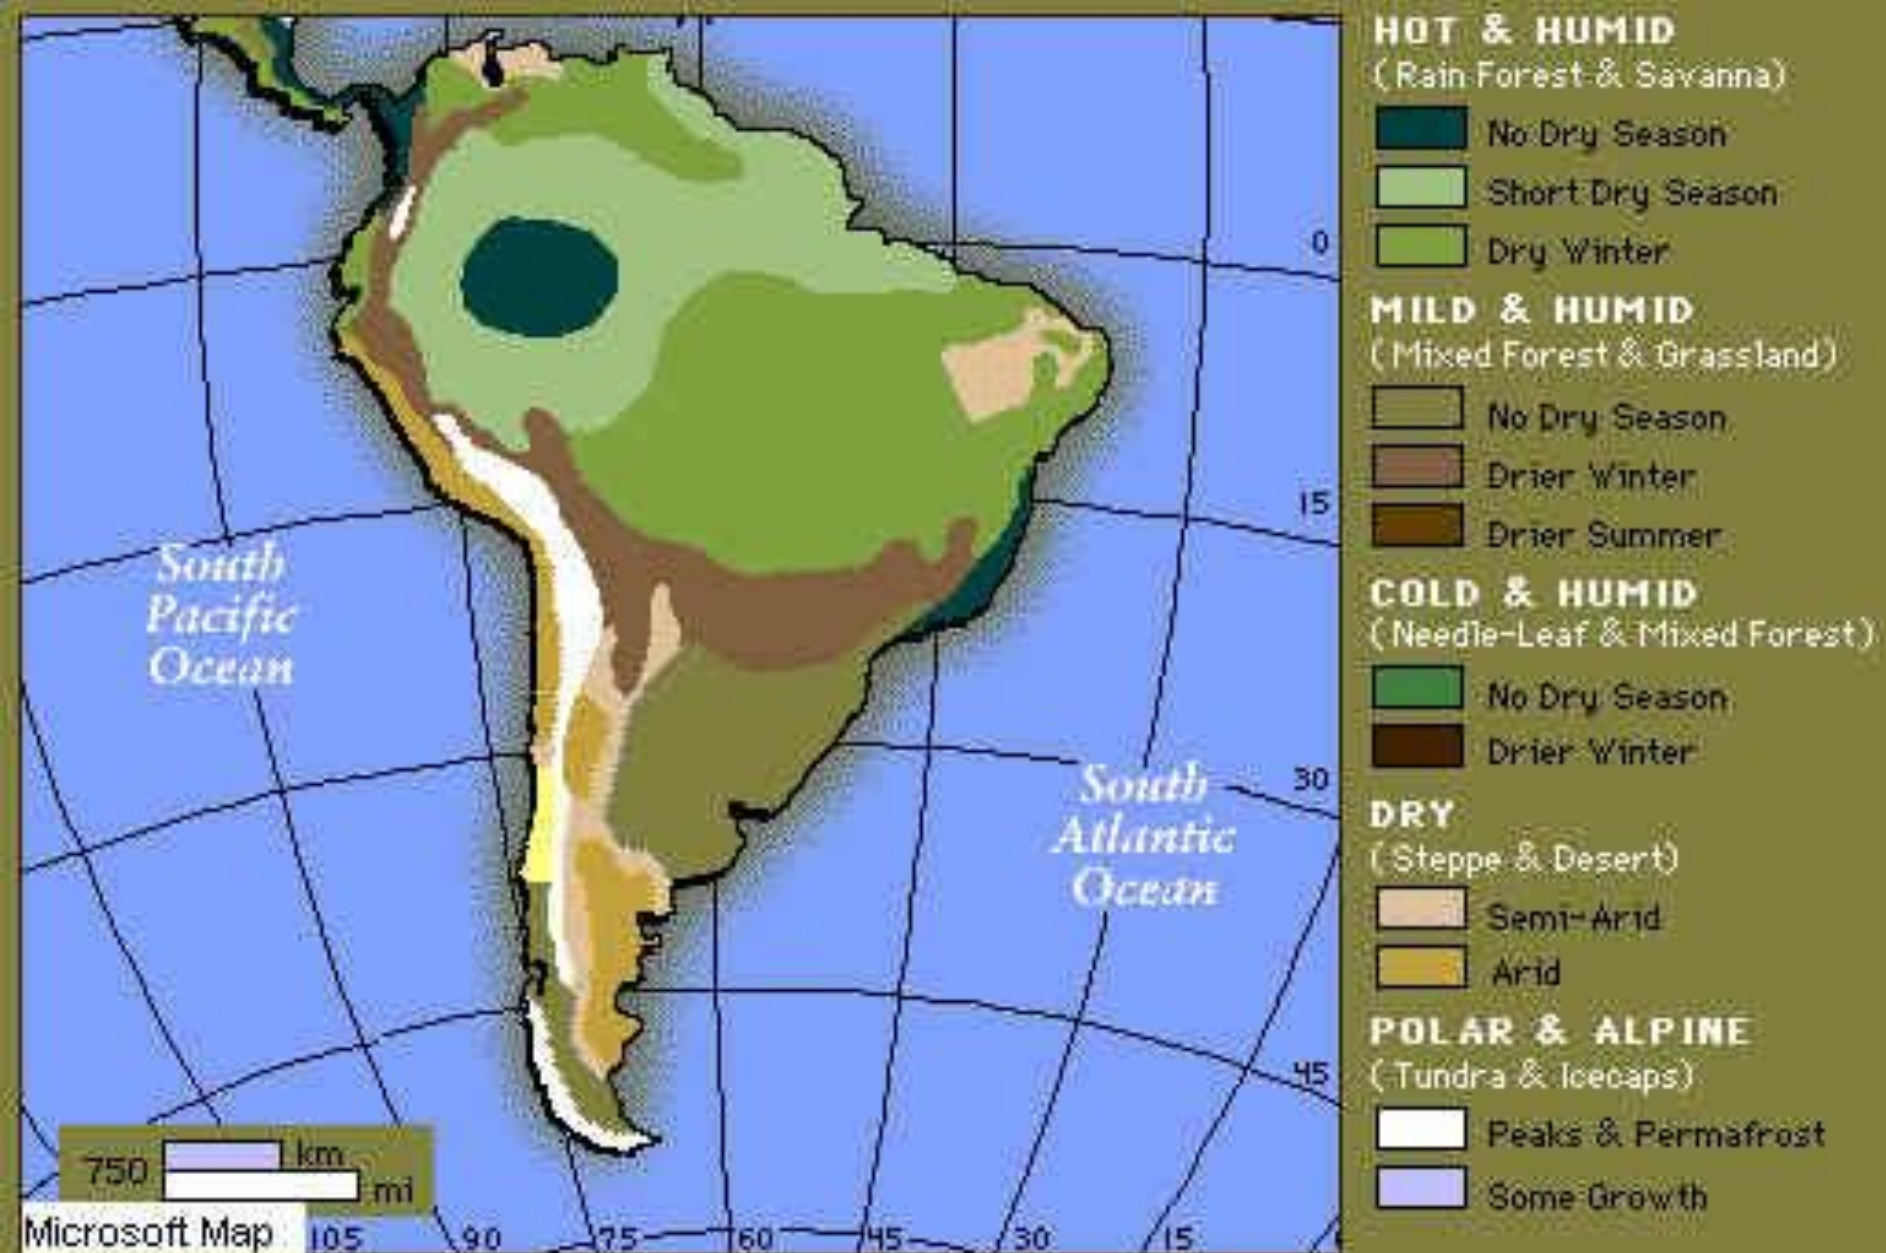 HOT & HUMID
(Rain Forest & Savanna)
No Dry Season
Short Dry Season
Dry Winter
MILD & HUMID
(Mixed Forest & Grassland)
No Dry Season
Drier Winter
Drier Summer
COLD & HUMID
(Needle-Leaf & Mixed Forest)
No Dry Season
Drier Winter
DRY
(Steppe & Desert)
Semi-Arid
Arid
POLAR & ALPINE
(Tundra & Icecaps)
Peaks & Permafrost
Some Growth
0
15
30
45
South
Pacific
Ocean
South
Atlantic
Ocean
750
km
mi
Microsoft Map
105
90
75
60
45
30
15